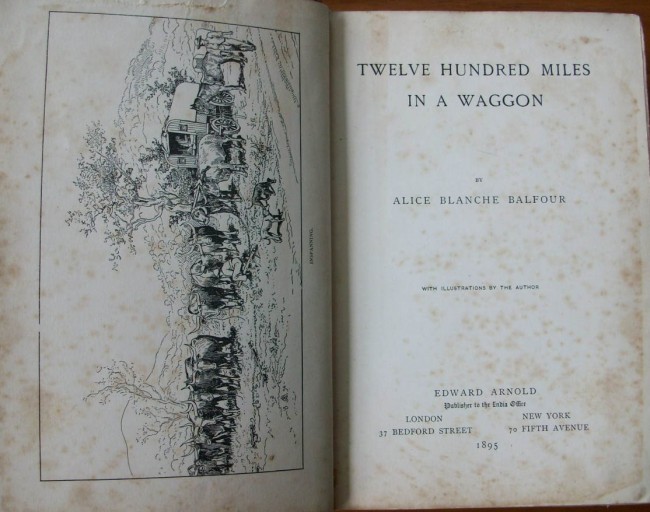 TWELVE HUNDRED MILES
IN A WAGGON
BY
ALICE BLANCHE BALFOUR
WITH ILLUSTRATIONS BY THE AUTHOR
EDWARD ARNOLD
Publisher to the India Office
LONDON NEW YORK
37 BEDFORD STREET 70 FIFTH AVENUE
1895